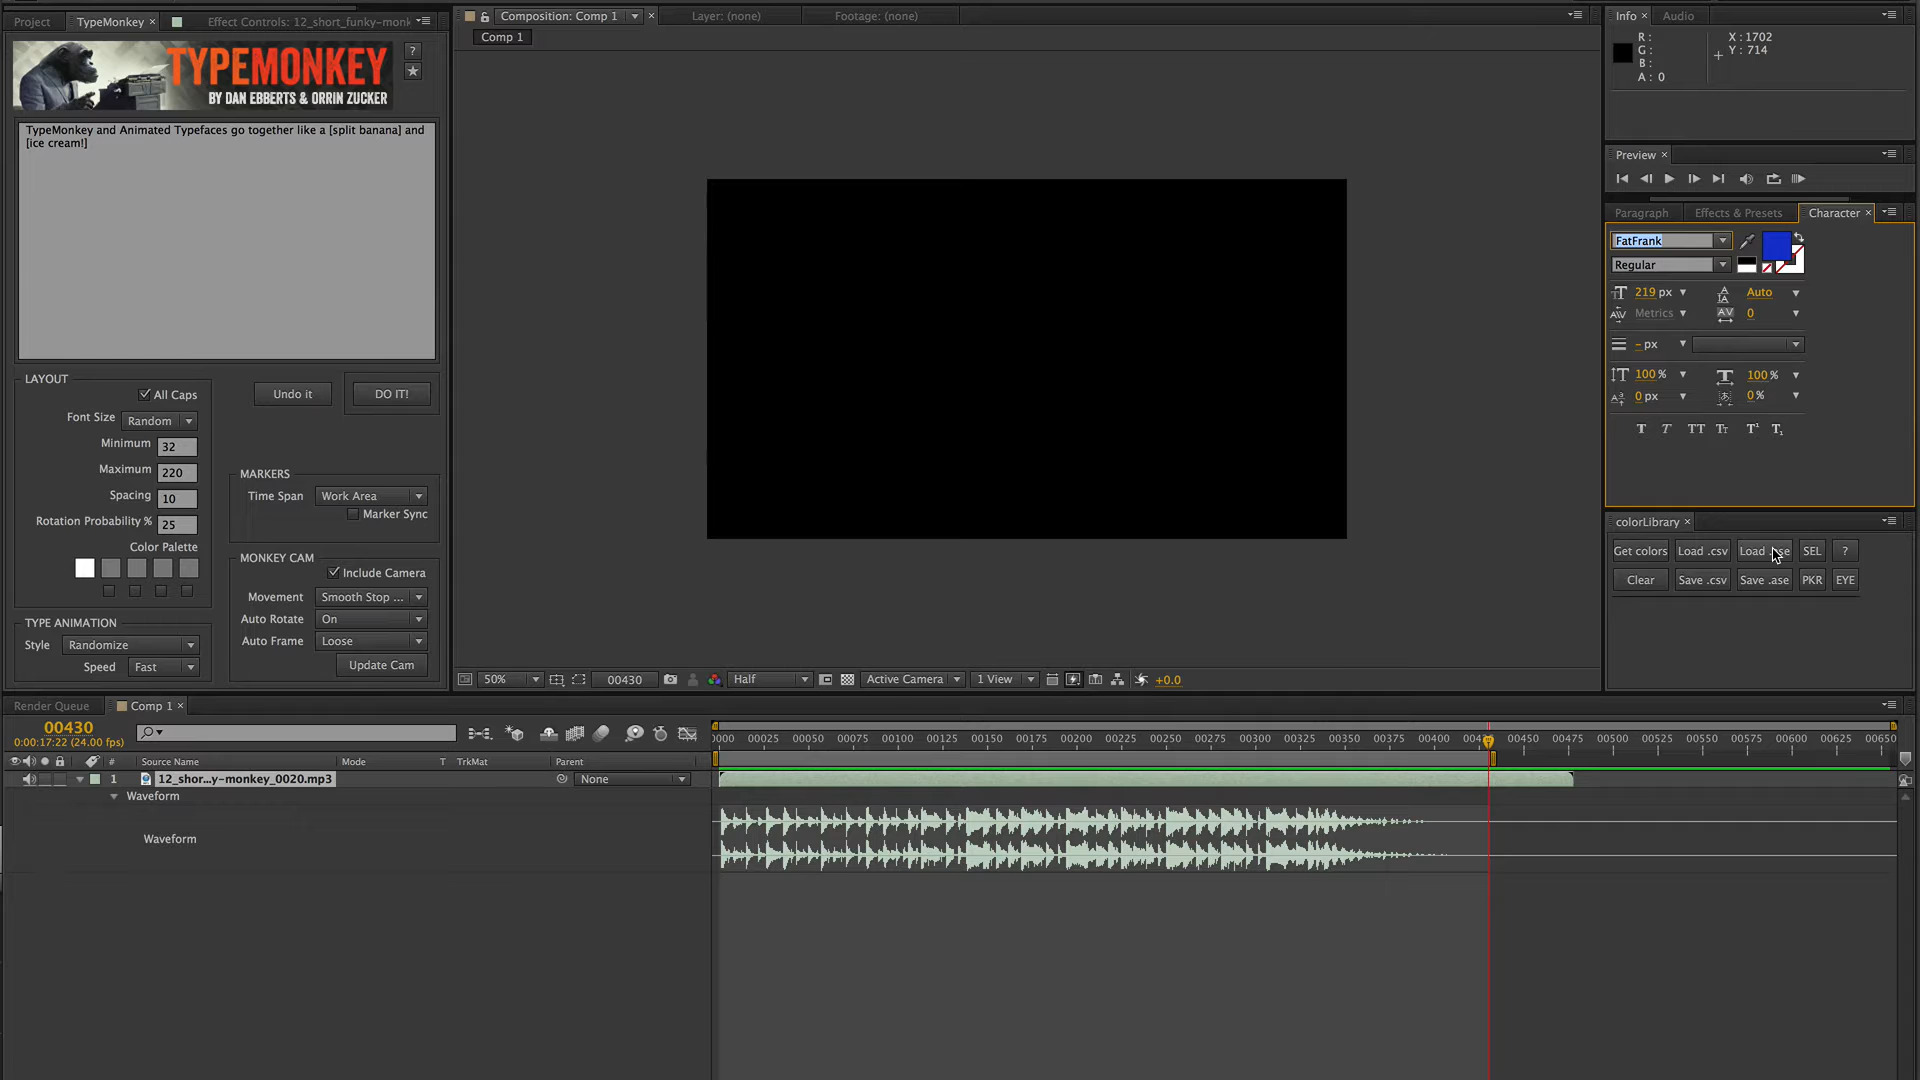 Project
TypeMonkey
Effect Controls: 12_short_funky-monk
TYPEMONKEY
BY DAN EBBERTS & ORRIN ZUCKER
?
TypeMonkey and Animated Typefaces go together like a [split banana] and
[ice cream!]
LAYOUT
All Caps
Font Size Random
Minimum 32
Maximum 220
Spacing 10
Rotation Probability % 25
Color Palette
TYPE ANIMATION
Style Randomize
Speed Fast
Undo it
DO IT!
MARKERS
Time Span Work Area
Marker Sync
MONKEY CAM
Include Camera
Movement Smooth Stop ...
Auto Rotate On
Auto Frame Loose
Update Cam
Composition: Comp 1
Layer: (none)
Footage: (none)
Comp 1
50%
00430
Half
Active Camera
1 View
+0.0
Info
Audio
R :
G :
B :
A : 0
X : 1702
Y : 714
Preview
Paragraph
Effects & Presets
Character
FatFrank
Regular
219 px
Auto
Metrics
0
- px
100 %
100 %
0 px
0 %
T T TT Tt T¹ T₁
colorLibrary
Get colors
Load .csv
SEL
?
Clear
Save .csv
Save .ase
PKR
EYE
Render Queue
Comp 1
00430
0:00:17:22 (24.00 fps)
# Source Name Mode T TrkMat Parent
1 12_shor...y-monkey_0020.mp3 None
Waveform
Waveform
00025 00050 00075 00100 00125 00150 00175 00200 00225 00250 00275 00300 00325 00350 00375 00400 00450 00475 00500 00525 00550 00575 00600 00625 00650